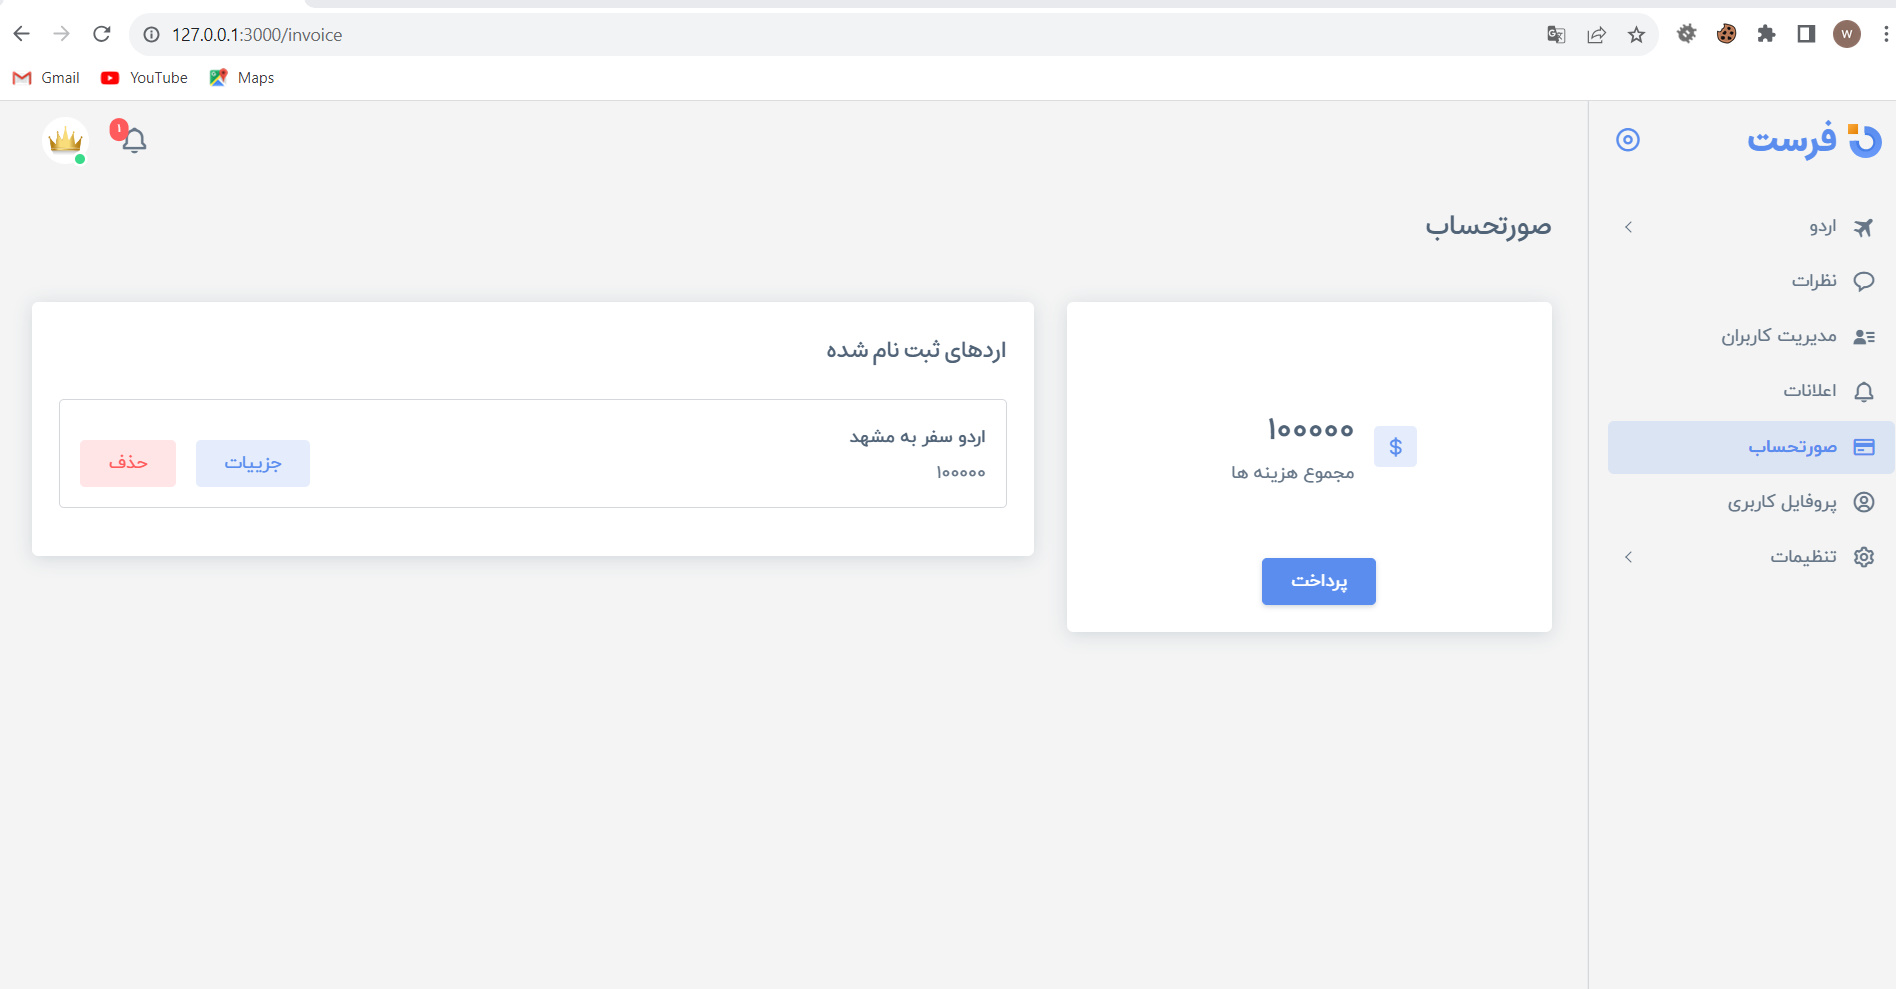 127.0.0.1:3000/invoice
W
Gmail
YouTube
Maps
۱
فرست
اردو
نظرات
مدیریت کاربران
اعلانات
صورتحساب
پروفایل کاربری
تنظیمات
صورتحساب
$
۱۰۰۰۰۰
مجموع هزینه ها
پرداخت
اردهای ثبت نام شده
اردو سفر به مشهد
۱۰۰۰۰۰
جزییات
حذف